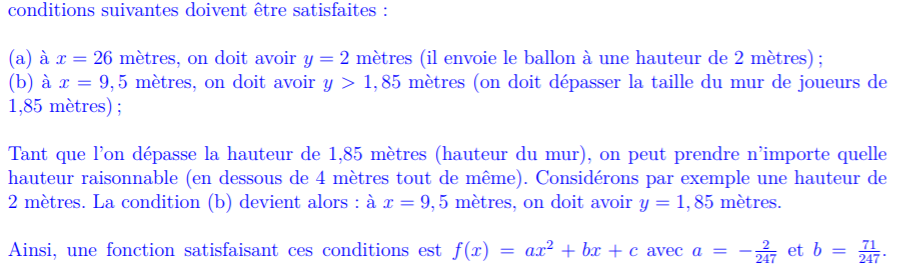 conditions suivantes doivent être satisfaites :
(a) à x = 26 mètres, on doit avoir y = 2 mètres (il envoie le ballon à une hauteur de 2 mètres) ;
(b) à x = 9, 5 mètres, on doit avoir y > 1, 85 mètres (on doit dépasser la taille du mur de joueurs de
1,85 mètres) ;
Tant que l'on dépasse la hauteur de 1,85 mètres (hauteur du mur), on peut prendre n'importe quelle
hauteur raisonnable (en dessous de 4 mètres tout de même). Considérons par exemple une hauteur de
2 mètres. La condition (b) devient alors : à x = 9, 5 mètres, on doit avoir y = 1, 85 mètres.
Ainsi, une fonction satisfaisant ces conditions est f(x) = ax² + bx + c avec a = −2/247 et b = 71/247.